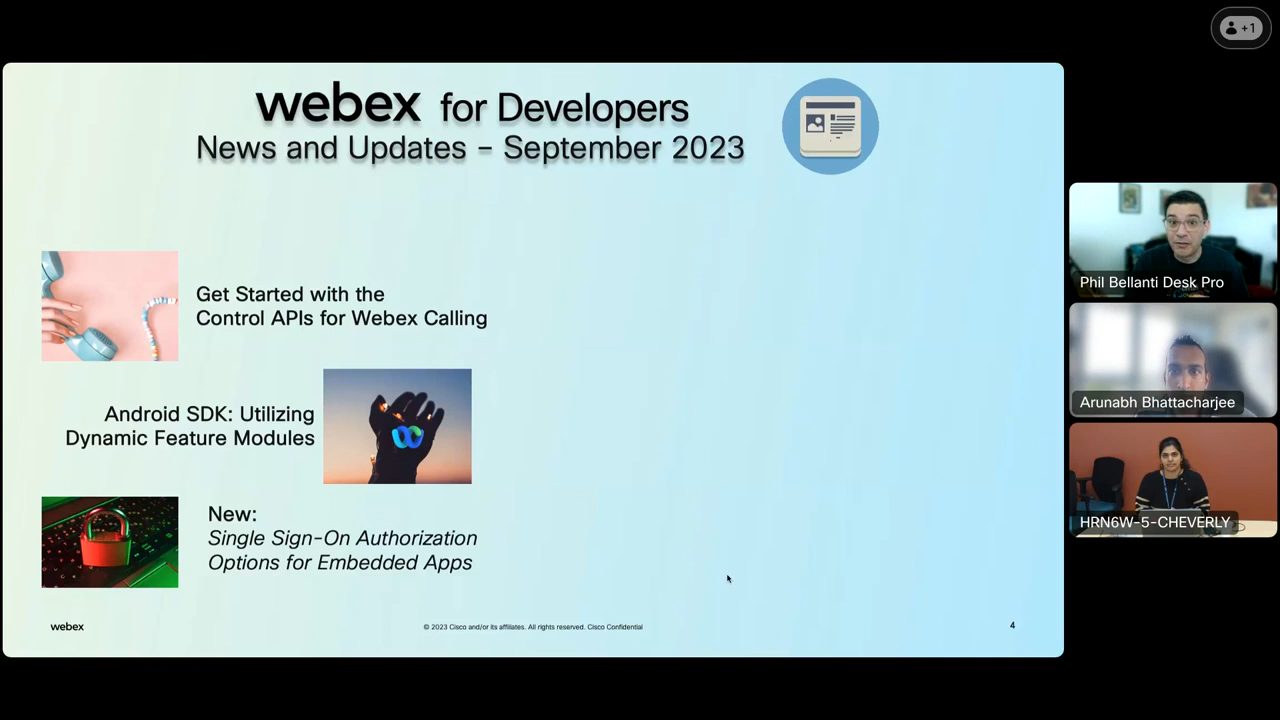 +1
webex for Developers
News and Updates – September 2023
Get Started with the
Control APIs for Webex Calling
Android SDK: Utilizing
Dynamic Feature Modules
New:
Single Sign-On Authorization
Options for Embedded Apps
webex
© 2023 Cisco and/or its affiliates. All rights reserved. Cisco Confidential
4
Phil Bellanti Desk Pro
Arunabh Bhattacharjee
HRN6W-5-CHEVERLY